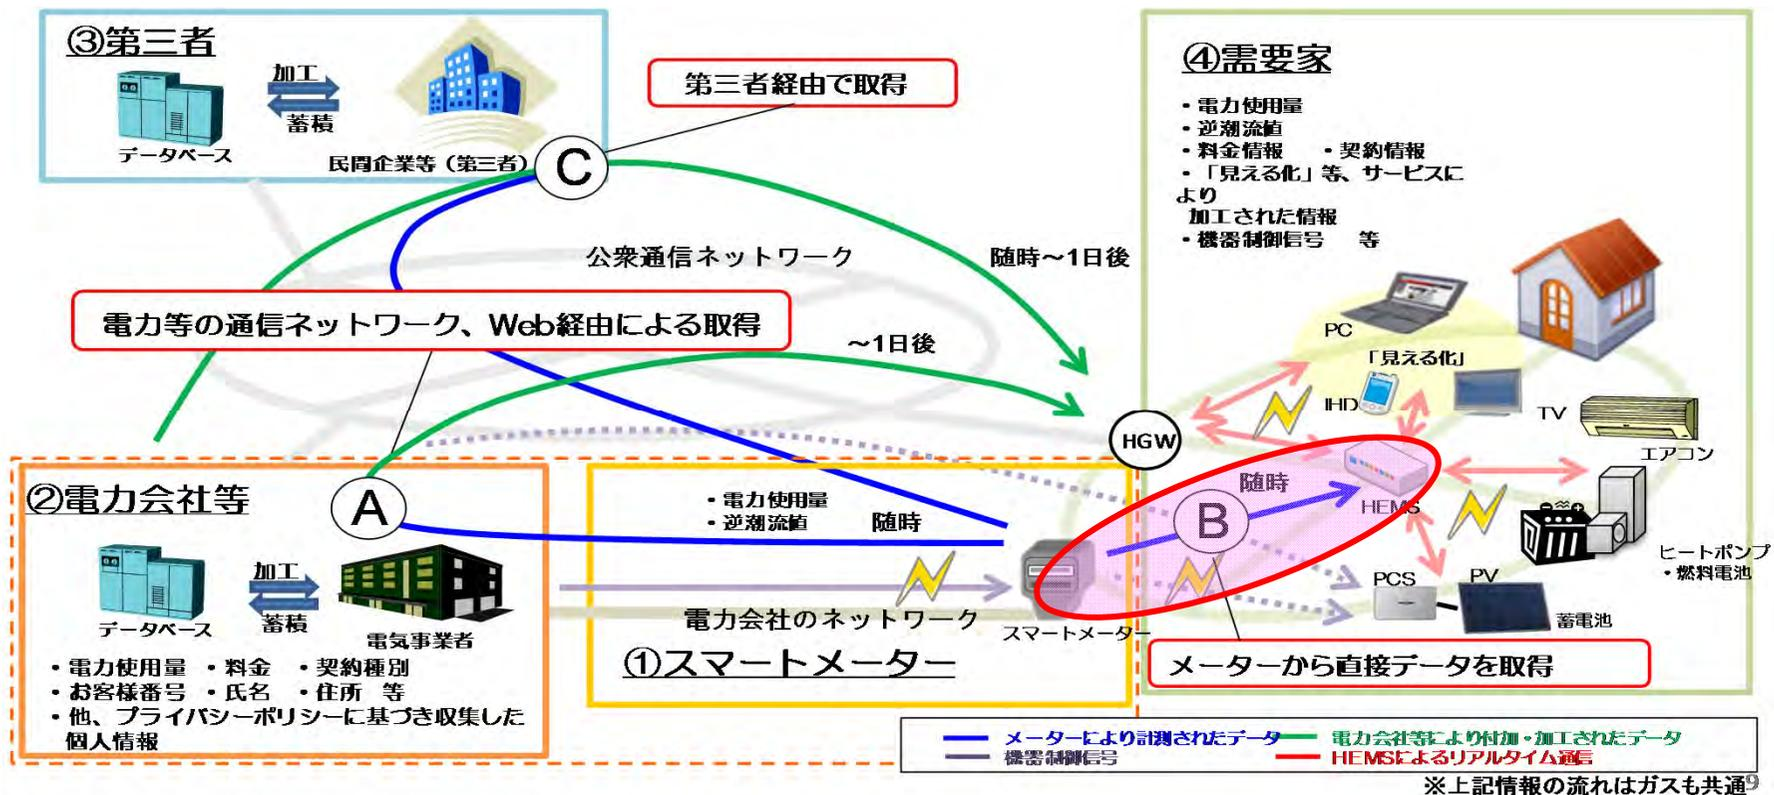 ③第三者
加工
蓄積
データベース
民間企業等（第三者）
C
第三者経由で取得
公衆通信ネットワーク
随時～1日後
電力等の通信ネットワーク、Web経由による取得
～1日後
④需要家
・電力使用量
・逆潮流値
・料金情報　・契約情報
・「見える化」等、サービスに
より
加工された情報
・機器制御信号　等
PC
「見える化」
IHD
TV
エアコン
HGW
随時
B
HEMS
ヒートポンプ
・燃料電池
PCS
PV
蓄電池
②電力会社等
A
加工
蓄積
データベース
電気事業者
・電力使用量　・料金　・契約種別
・お客様番号　・氏名　・住所　等
・他、プライバシーポリシーに基づき収集した
個人情報
・電力使用量
・逆潮流値　随時
電力会社のネットワーク
スマートメーター
①スマートメーター
メーターから直接データを取得
メーターにより計測されたデータ
電力会社等により付加・加工されたデータ
機器制御信号
HEMSによるリアルタイム通信
※上記情報の流れはガスも共通
9